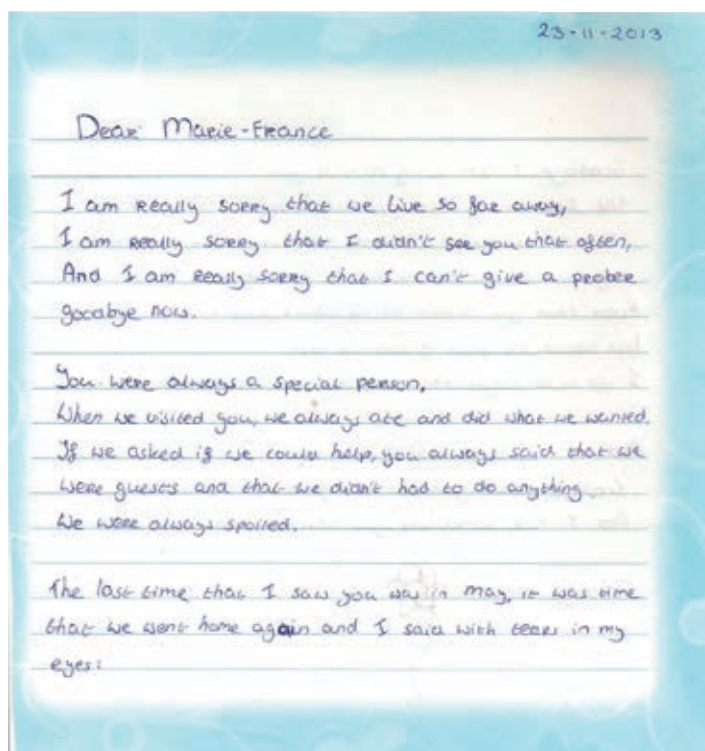 23-11-2013
Dear Marie-France
I am really sorry that we live so far away,
I am really sorry that I didn't see you that often,
And I am really sorry that I can't give a prober
goodbye now.
You were always a special person,
When we visited you, we always ate and did what we wanted.
If we asked if we could help, you always said that we
were guests and that we didn't had to do anything.
We were always spoiled.
The last time that I saw you was in may, it was time
that we went home again and I said with tears in my
eyes: